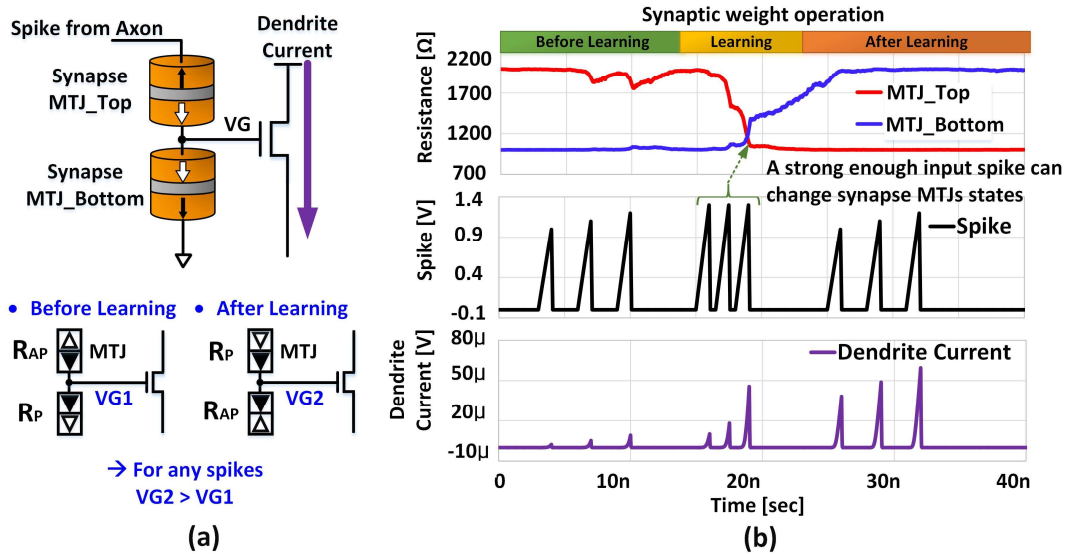 Spike from Axon
Dendrite
Current
Synapse
MTJ_Top
VG
Synapse
MTJ_Bottom
• Before Learning
• After Learning
RAP
MTJ
VG1
RP
RP
MTJ
VG2
RAP
→ For any spikes
VG2 > VG1
(a)
Synaptic weight operation
Before Learning
Learning
After Learning
Resistance [Ω]
2200
1700
1200
700
MTJ_Top
MTJ_Bottom
A strong enough input spike can
change synapse MTJs states
Spike [V]
1.4
0.9
0.4
-0.1
Spike
Dendrite
Current [V]
80µ
50µ
20µ
-10µ
Dendrite Current
0
10n
20n
30n
40n
Time [sec]
(b)